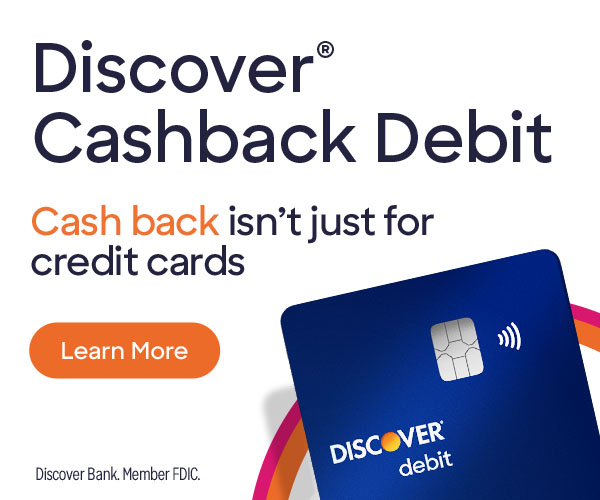 Discover®
Cashback Debit
Cash back isn't just for
credit cards
Learn More
DISCOVER®
debit
Discover Bank. Member FDIC.